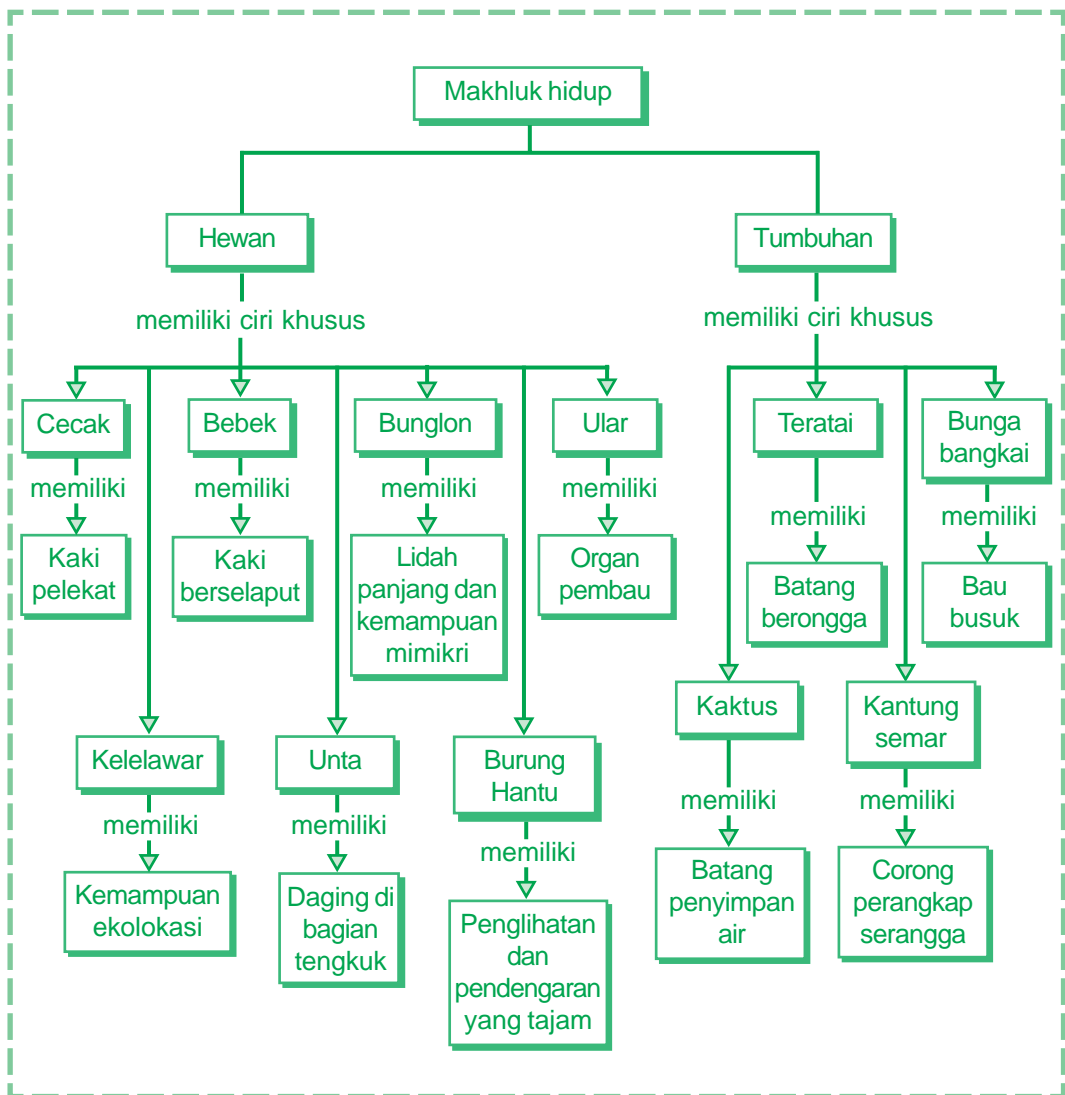 Makhluk hidup
Hewan
Tumbuhan
memiliki ciri khusus
memiliki ciri khusus
Cecak
Bebek
Bunglon
Ular
Teratai
Bunga
bangkai
memiliki
memiliki
memiliki
memiliki
memiliki
memiliki
Kaki
pelekat
Kaki
berselaput
Lidah
panjang dan
kemampuan
mimikri
Organ
pembau
Batang
berongga
Bau
busuk
Kaktus
Kantung
semar
Kelelawar
Unta
Burung
Hantu
memiliki
memiliki
memiliki
memiliki
memiliki
Kemampuan
ekolokasi
Daging di
bagian
tengkuk
Penglihatan
dan
pendengaran
yang tajam
Batang
penyimpan
air
Corong
perangkap
serangga